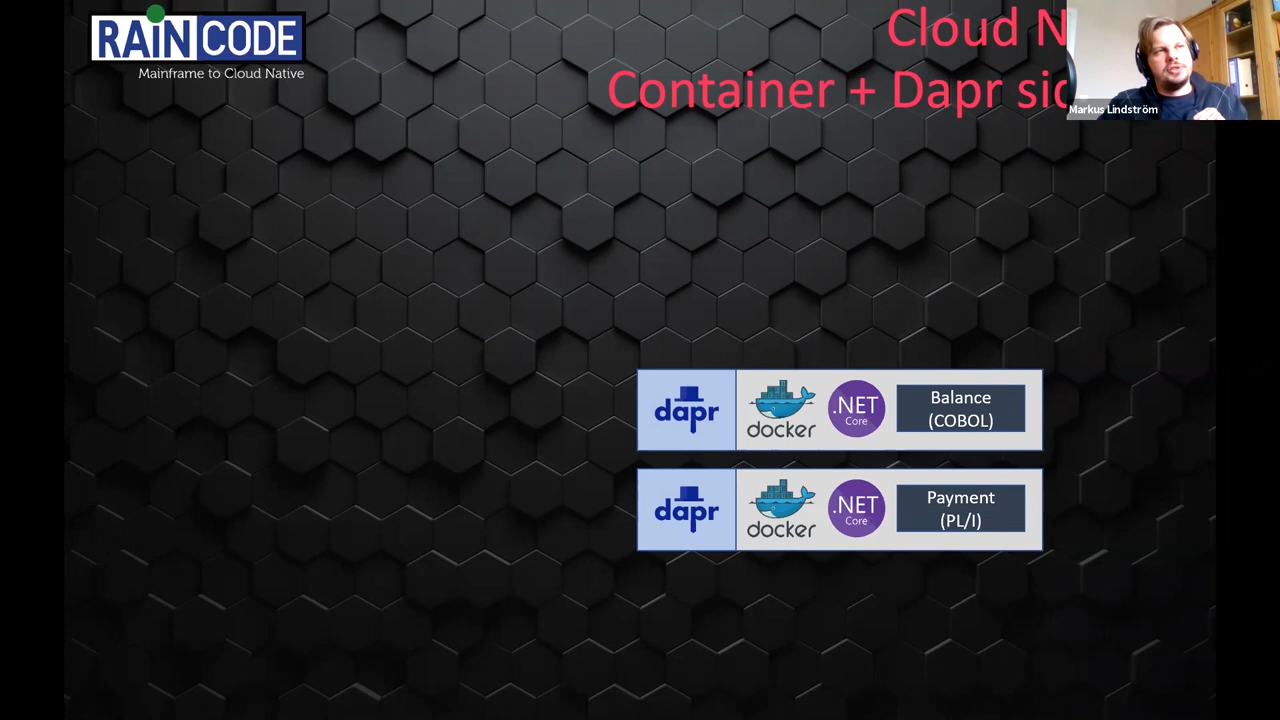 RAINCODE
Mainframe to Cloud Native
Cloud N
Container + Dapr sid
Markus Lindström
dapr
docker
.NET
Core
Balance
(COBOL)
dapr
docker
.NET
Core
Payment
(PL/I)